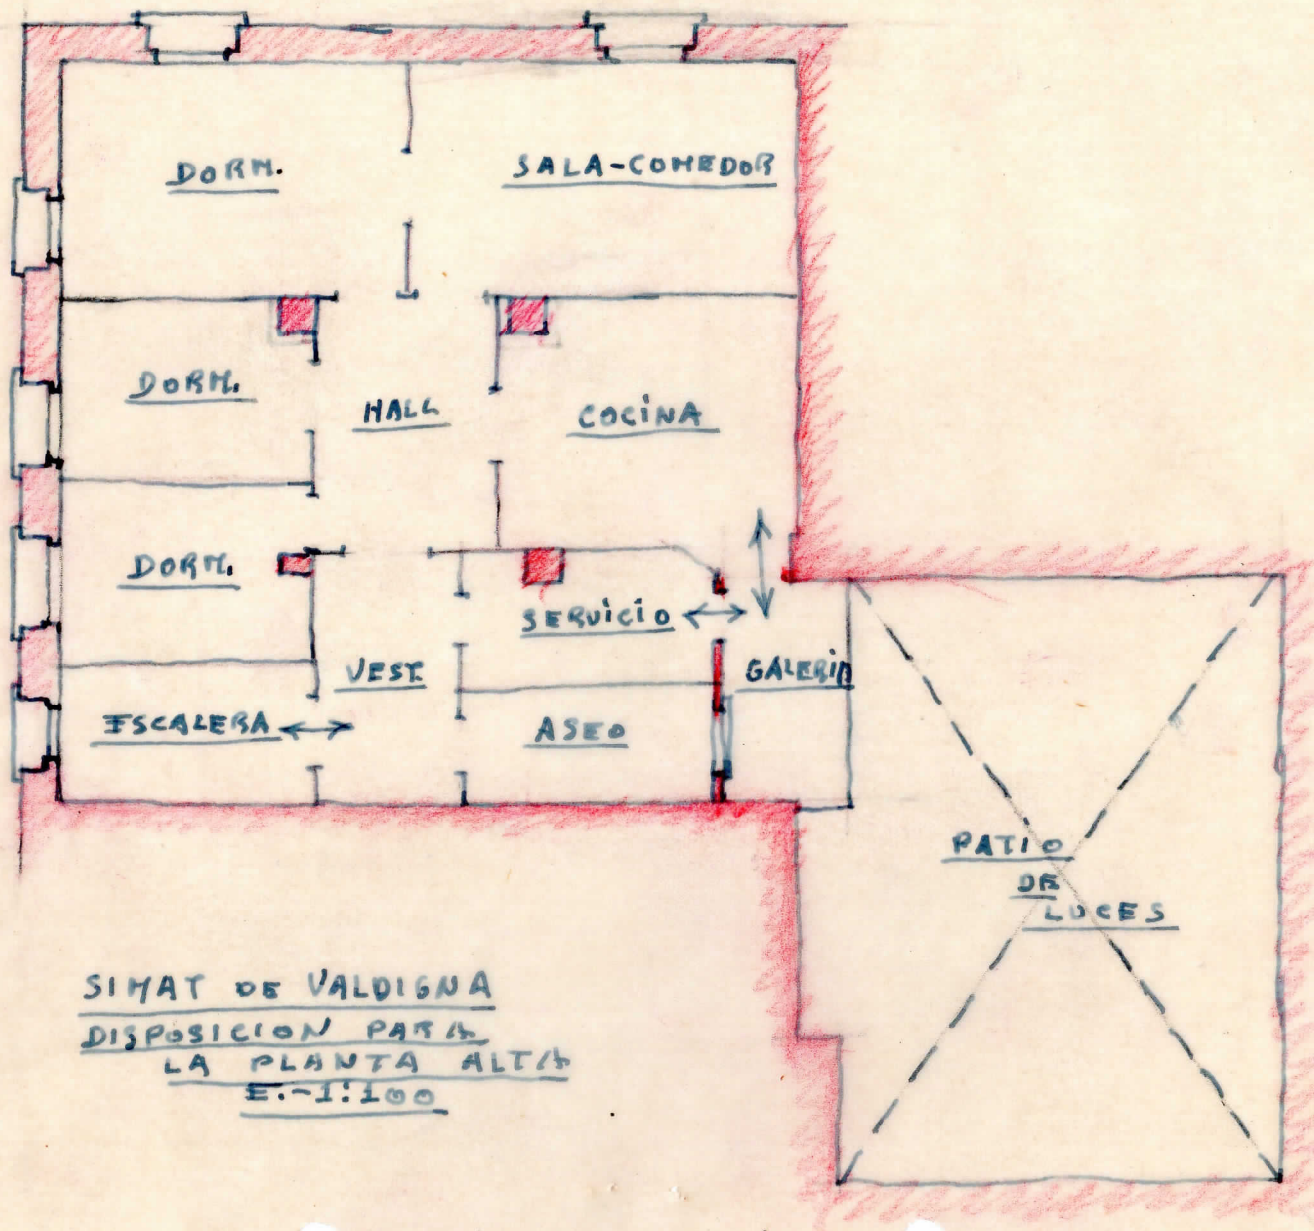 DORM.
SALA-COMEDOR
DORM.
HALL
COCINA
DORM.
SERVICIO
VEST.
GALERIA
ESCALERA
ASEO
PATIO
DE
LUCES
SIMAT DE VALDIGNA
DISPOSICION PARA
LA PLANTA ALTA
E.-1:100